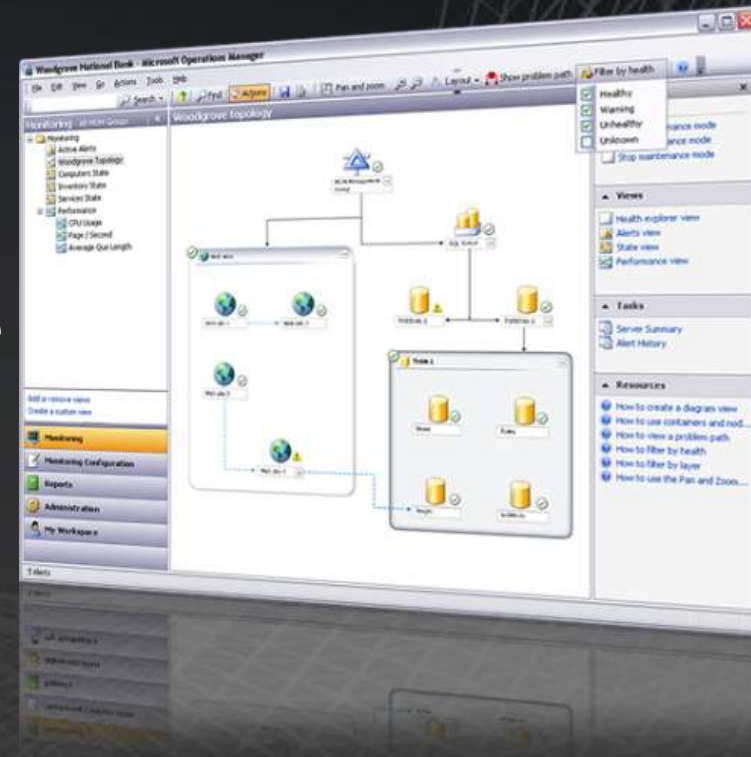 Woodgrove National Bank - Microsoft Operations Manager
File Edit View Go Actions Tools Help
Search Find Actions Pan and zoom Layout Show problem path Filter by health
Healthy
Warning
Unhealthy
Unknown
Monitoring
Woodgrove topology
Monitoring
Active Alerts
Woodgrove Topology
Computers State
Inventory State
Services State
Performance
CPU Usage
Page / Second
Average Que Length
Add or remove views
Create a custom view
Monitoring
Monitoring Configuration
Reports
Administration
My Workspace
SQL Server
maintenance mode
Stop maintenance mode
Views
Health explorer view
Alerts view
State view
Performance view
Tasks
Server Summary
Alert History
Resources
How to create a diagram view
How to use containers and nod...
How to view a problem path
How to filter by health
How to filter by layer
How to use the Pan and Zoom...